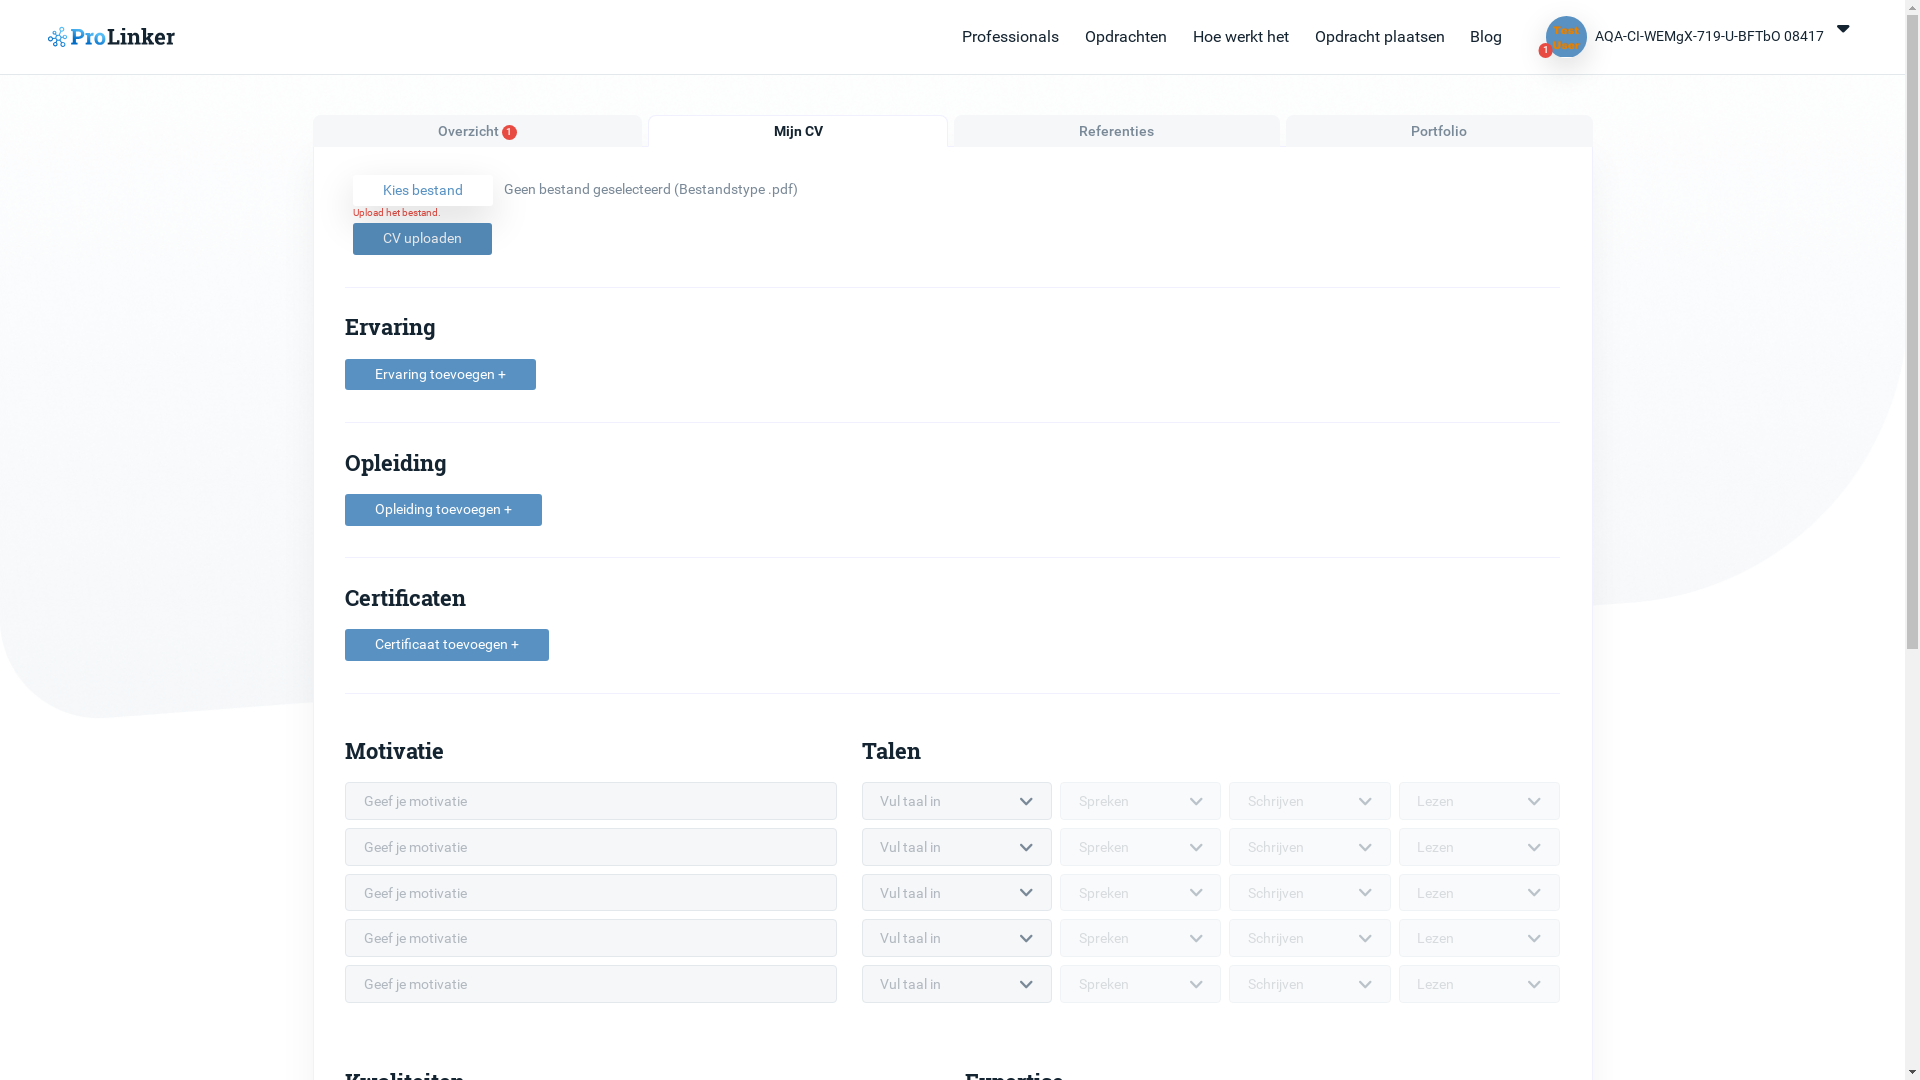 ProLinker
Professionals
Opdrachten
Hoe werkt het
Opdracht plaatsen
Blog
Test User
1
AQA-CI-WEMgX-719-U-BFTbO 08417
Overzicht 1
Mijn CV
Referenties
Portfolio
Kies bestand
Geen bestand geselecteerd (Bestandstype .pdf)
Upload het bestand.
CV uploaden
Ervaring
Ervaring toevoegen +
Opleiding
Opleiding toevoegen +
Certificaten
Certificaat toevoegen +
Motivatie
Geef je motivatie
Geef je motivatie
Geef je motivatie
Geef je motivatie
Geef je motivatie
Talen
Vul taal in Spreken Schrijven Lezen
Vul taal in Spreken Schrijven Lezen
Vul taal in Spreken Schrijven Lezen
Vul taal in Spreken Schrijven Lezen
Vul taal in Spreken Schrijven Lezen
Kwaliteiten
Expertise